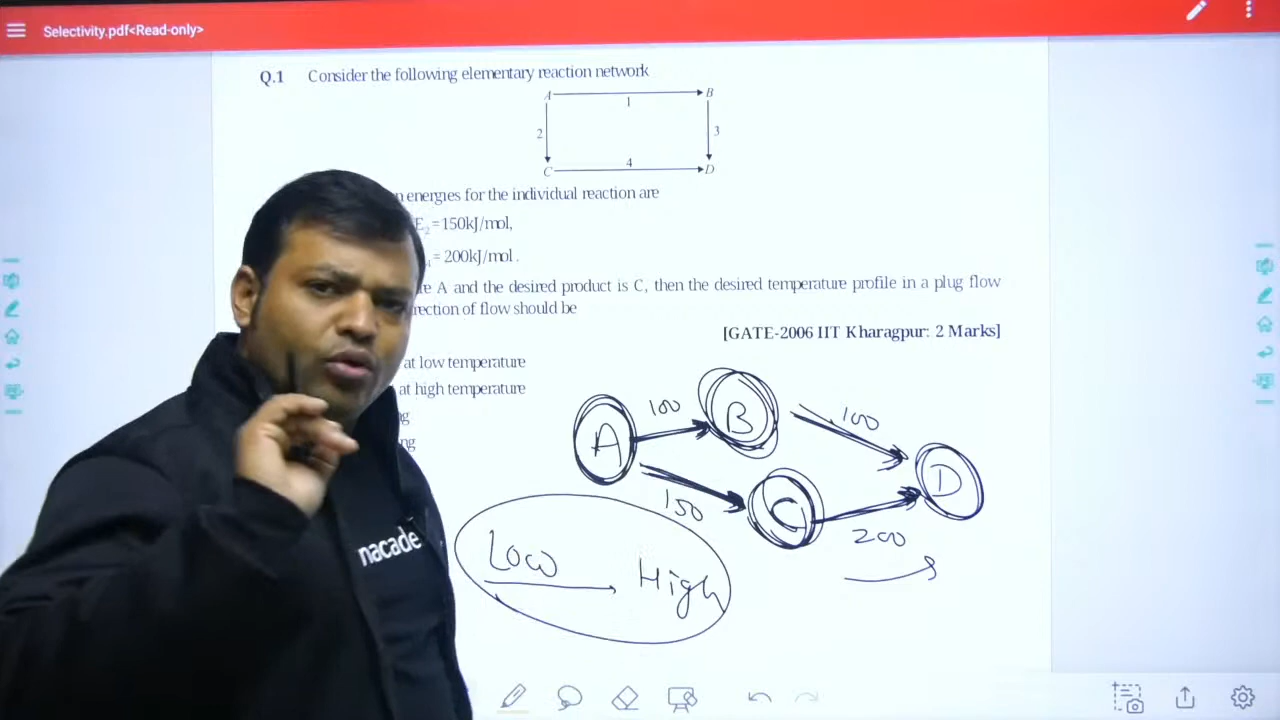 Selectivity.pdf<Read-only>
Q.1 Consider the following elementary reaction network
A B
1
2 3
4
C D
energies for the individual reaction are
E2 = 150kJ/mol,
= 200kJ/mol.
A and the desired product is C, then the desired temperature profile in a plug flow
of flow should be
[GATE-2006 IIT Kharagpur: 2 Marks]
at low temperature
at high temperature
100 B 100
A D
150 C 200
Low High
nacade